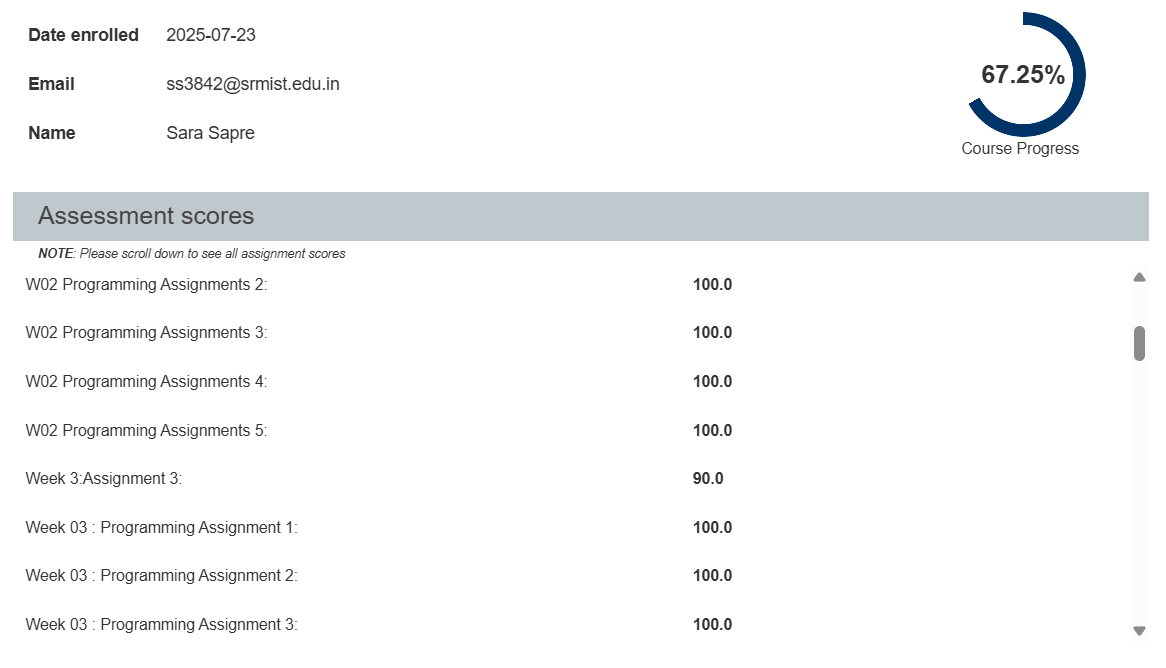 Date enrolled 2025-07-23
67.25%
Email ss3842@srmist.edu.in
Name Sara Sapre
Course Progress
Assessment scores
NOTE: Please scroll down to see all assignment scores
W02 Programming Assignments 2: 100.0
W02 Programming Assignments 3: 100.0
W02 Programming Assignments 4: 100.0
W02 Programming Assignments 5: 100.0
Week 3:Assignment 3: 90.0
Week 03 : Programming Assignment 1: 100.0
Week 03 : Programming Assignment 2: 100.0
Week 03 : Programming Assignment 3: 100.0